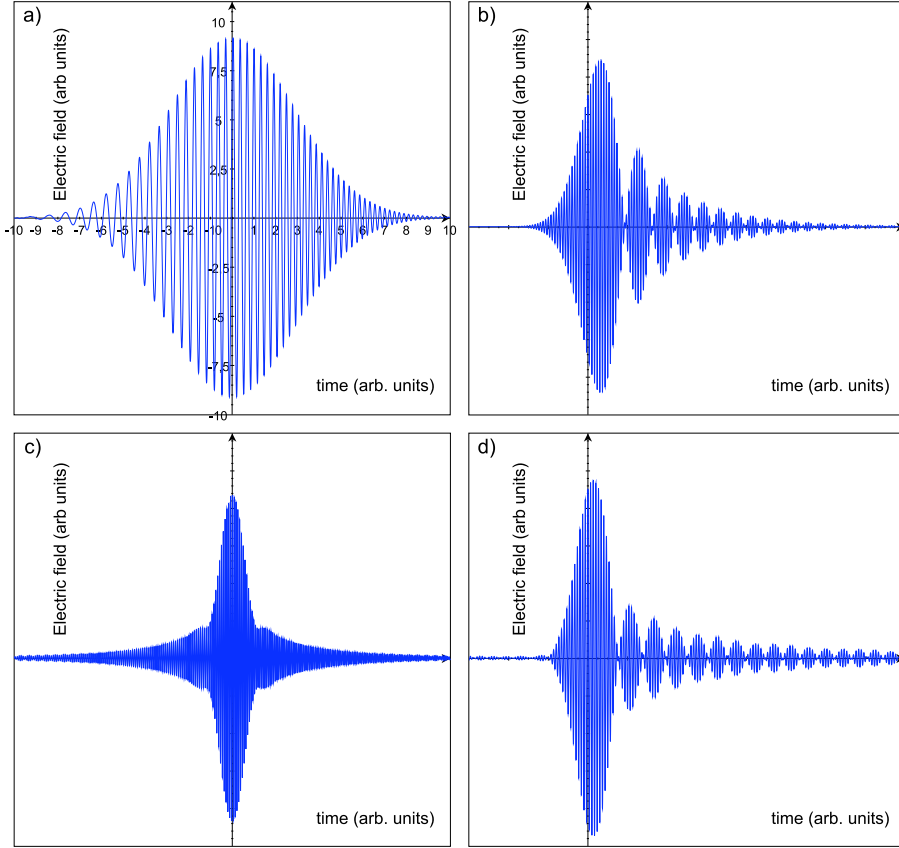 a)
Electric field (arb units)
10
7,5
2,5
-10 -9 -8 -7 -6 -5 -4 -3 -2 -10 1 2 3 4 5 6 7 8 9 10
-2,5
-5
-7,5
-10
time (arb. units)
b)
Electric field (arb units)
time (arb. units)
c)
Electric field (arb units)
time (arb. units)
d)
Electric field (arb units)
time (arb. units)